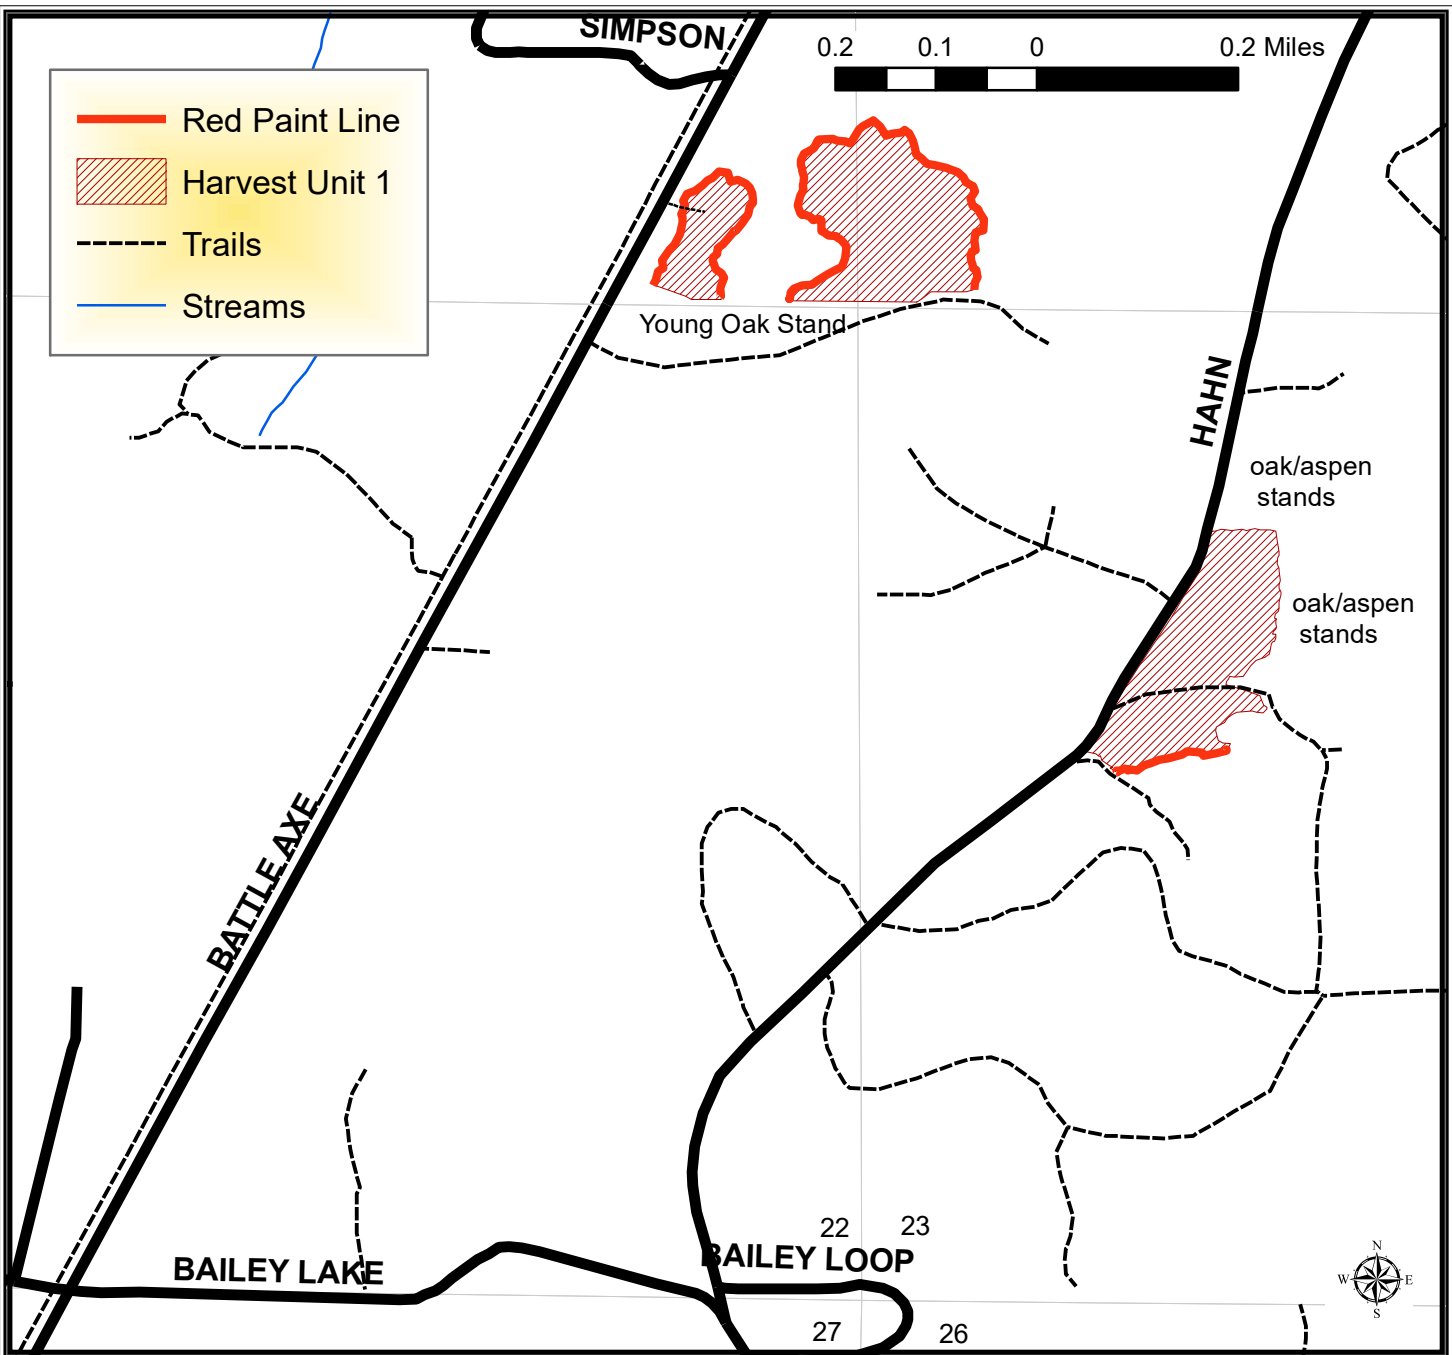 SIMPSON
0.2 0.1 0 0.2 Miles
Red Paint Line
Harvest Unit 1
Trails
Streams
Young Oak Stand
HAHN
oak/aspen
stands
oak/aspen
stands
BATTLE AXE
22 23
BAILEY LOOP
BAILEY LAKE
27 26
N
W E
S